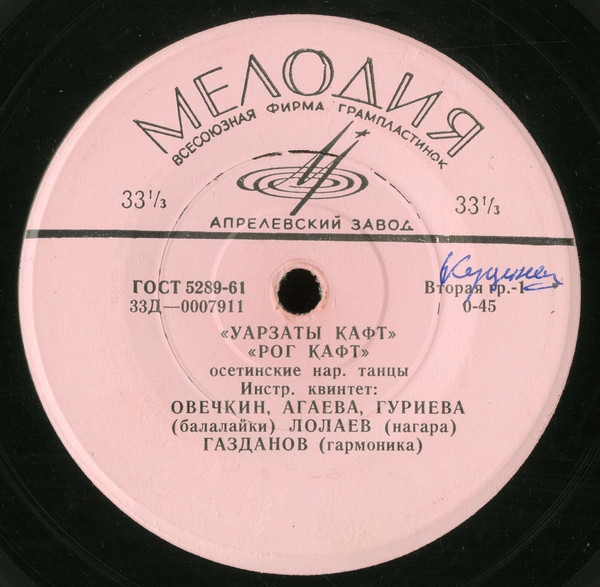 МЕЛОДИЯ
ВСЕСОЮЗНАЯ ФИРМА ГРАМПЛАСТИНОК
33⅓ 33⅓
АПРЕЛЕВСКИЙ ЗАВОД
ГОСТ 5289-61 Вторая гр.-1
33Д—0007911 0-45
«УАРЗАТЫ ҚАФТ»
«РОГ ҚАФТ»
осетинские нар. танцы
Инстр. квинтет:
ОВЕЧҚИН, АГАЕВА, ГУРИЕВА
(балалайки) ЛОЛАЕВ (нагара)
ГАЗДАНОВ (гармоника)